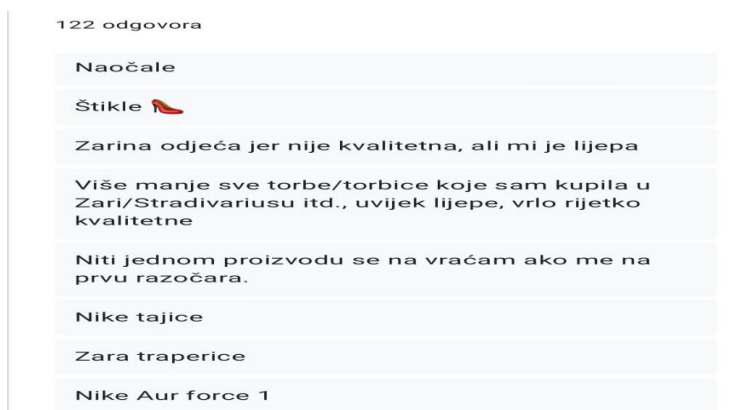 122 odgovora
Naočale
Štikle 👠
Zarina odjeća jer nije kvalitetna, ali mi je lijepa
Više manje sve torbe/torbice koje sam kupila u
Zari/Stradivariusu itd., uvijek lijepe, vrlo rijetko
kvalitetne
Niti jednom proizvodu se na vraćam ako me na
prvu razočara.
Nike tajice
Zara traperice
Nike Aur force 1